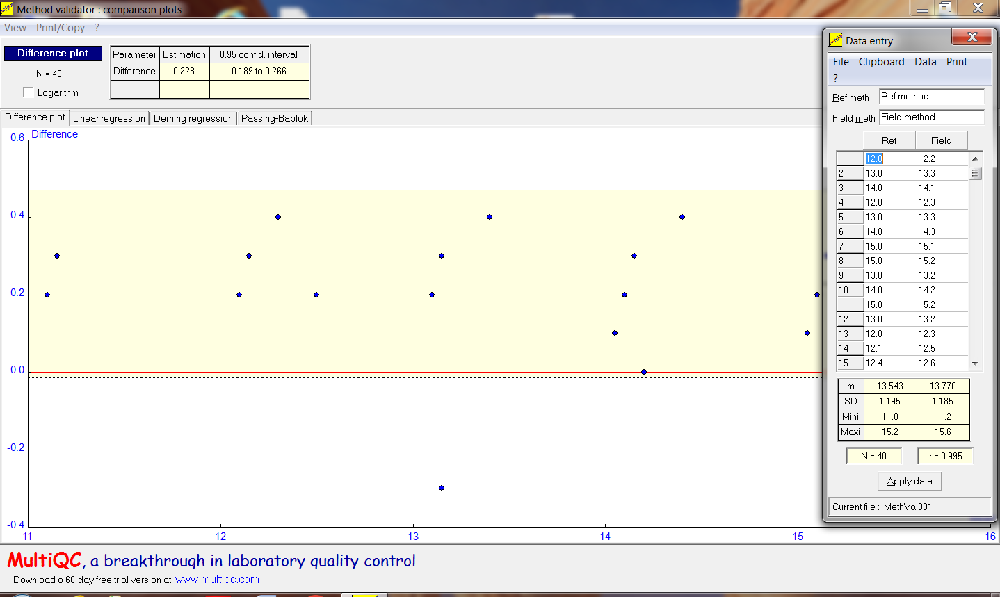 Method validator : comparison plots
View Print/Copy ?
Difference plot
N = 40
Logarithm
Parameter Estimation 0.95 confid. interval
Difference 0.228 0.189 to 0.266
Difference plot Linear regression Deming regression Passing-Bablok
Difference
0.6
0.4
0.2
0.0
-0.2
-0.4
11 12 13 14 15 16
Data entry
File Clipboard Data Print
?
Ref meth Ref method
Field meth Field method
Ref Field
1 12.0 12.2
2 13.0 13.3
3 14.0 14.1
4 12.0 12.3
5 13.0 13.3
6 14.0 14.3
7 15.0 15.1
8 15.0 15.2
9 13.0 13.2
10 14.0 14.2
11 15.0 15.2
12 13.0 13.2
13 12.0 12.3
14 12.1 12.5
15 12.4 12.6
m 13.543 13.770
SD 1.195 1.185
Mini 11.0 11.2
Maxi 15.2 15.6
N = 40 r = 0.995
Apply data
Current file : MethVal001
MultiQC, a breakthrough in laboratory quality control
Download a 60-day free trial version at www.multiqc.com